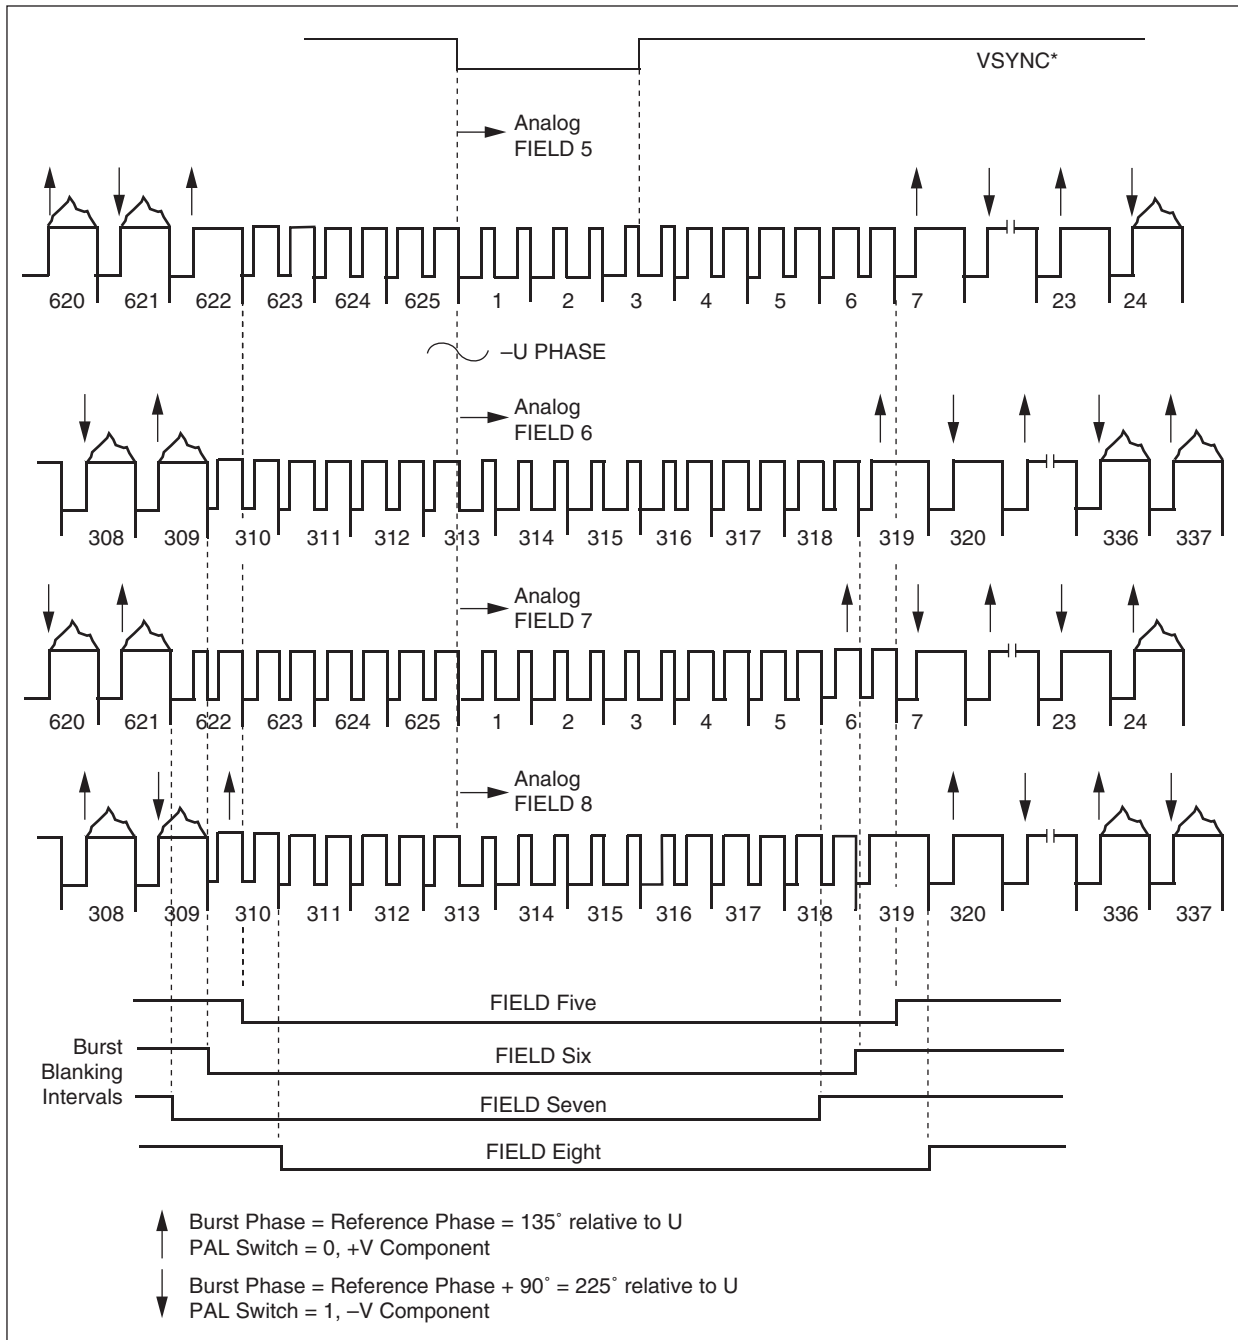 VSYNC*
Analog
FIELD 5
620 621 622 623 624 625 1 2 3 4 5 6 7 23 24
–U PHASE
Analog
FIELD 6
308 309 310 311 312 313 314 315 316 317 318 319 320 336 337
Analog
FIELD 7
620 621 622 623 624 625 1 2 3 4 5 6 7 23 24
Analog
FIELD 8
308 309 310 311 312 313 314 315 316 317 318 319 320 336 337
FIELD Five
Burst
Blanking
Intervals
FIELD Six
FIELD Seven
FIELD Eight
Burst Phase = Reference Phase = 135˚ relative to U
PAL Switch = 0, +V Component
Burst Phase = Reference Phase + 90˚ = 225˚ relative to U
PAL Switch = 1, –V Component